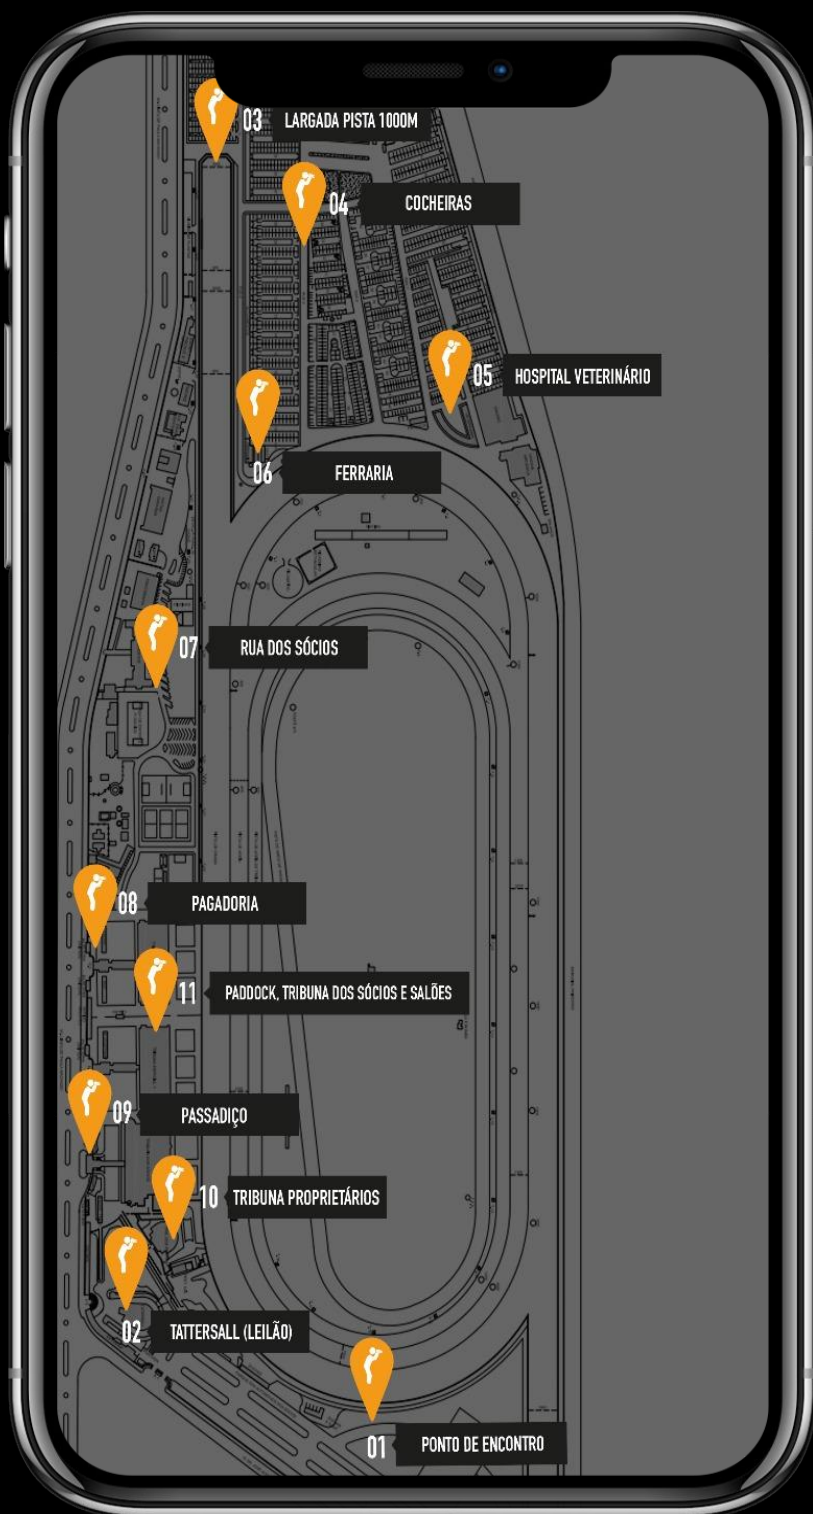 03 LARGADA PISTA 1000M
04 COCHEIRAS
05 HOSPITAL VETERINÁRIO
06 FERRARIA
07 RUA DOS SÓCIOS
08 PAGADORIA
11 PADDOCK, TRIBUNA DOS SÓCIOS E SALÕES
09 PASSADIÇO
10 TRIBUNA PROPRIETÁRIOS
02 TATTERSALL (LEILÃO)
01 PONTO DE ENCONTRO